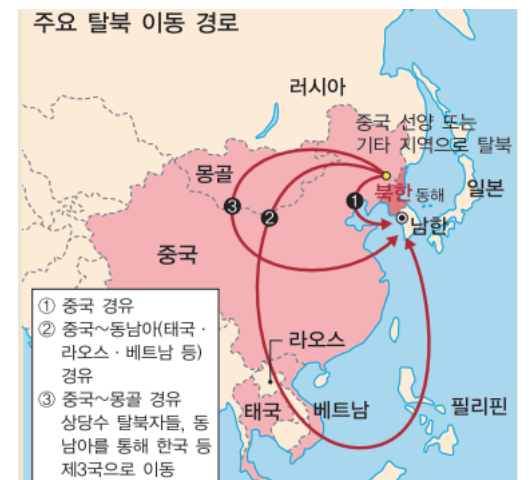 주요 탈북 이동 경로
러시아
중국 선양 또는
기타 지역으로 탈북
몽골
북한
동해
일본
③
②
①
남한
중국
① 중국 경유
② 중국~동남아(태국·
라오스·베트남 등)
경유
③ 중국~몽골 경유
상당수 탈북자들, 동
남아를 통해 한국 등
제3국으로 이동
라오스
태국
베트남
필리핀